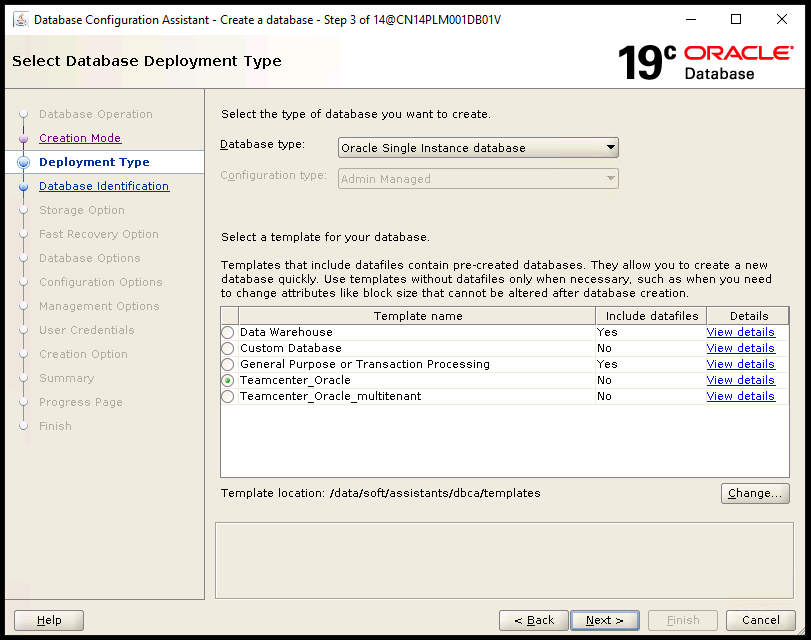 Database Configuration Assistant - Create a database - Step 3 of 14@CN14PLM001DB01V
Select Database Deployment Type
19c ORACLE
Database
Database Operation
Creation Mode
Deployment Type
Database Identification
Storage Option
Fast Recovery Option
Database Options
Configuration Options
Management Options
User Credentials
Creation Option
Summary
Progress Page
Finish
Select the type of database you want to create.
Database type: Oracle Single Instance database
Configuration type: Admin Managed
Select a template for your database.
Templates that include datafiles contain pre-created databases. They allow you to create a new
database quickly. Use templates without datafiles only when necessary, such as when you need
to change attributes like block size that cannot be altered after database creation.
Template name Include datafiles Details
Data Warehouse Yes View details
Custom Database No View details
General Purpose or Transaction Processing Yes View details
Teamcenter_Oracle No View details
Teamcenter_Oracle_multitenant No View details
Template location: /data/soft/assistants/dbca/templates Change...
Help < Back Next > Finish Cancel